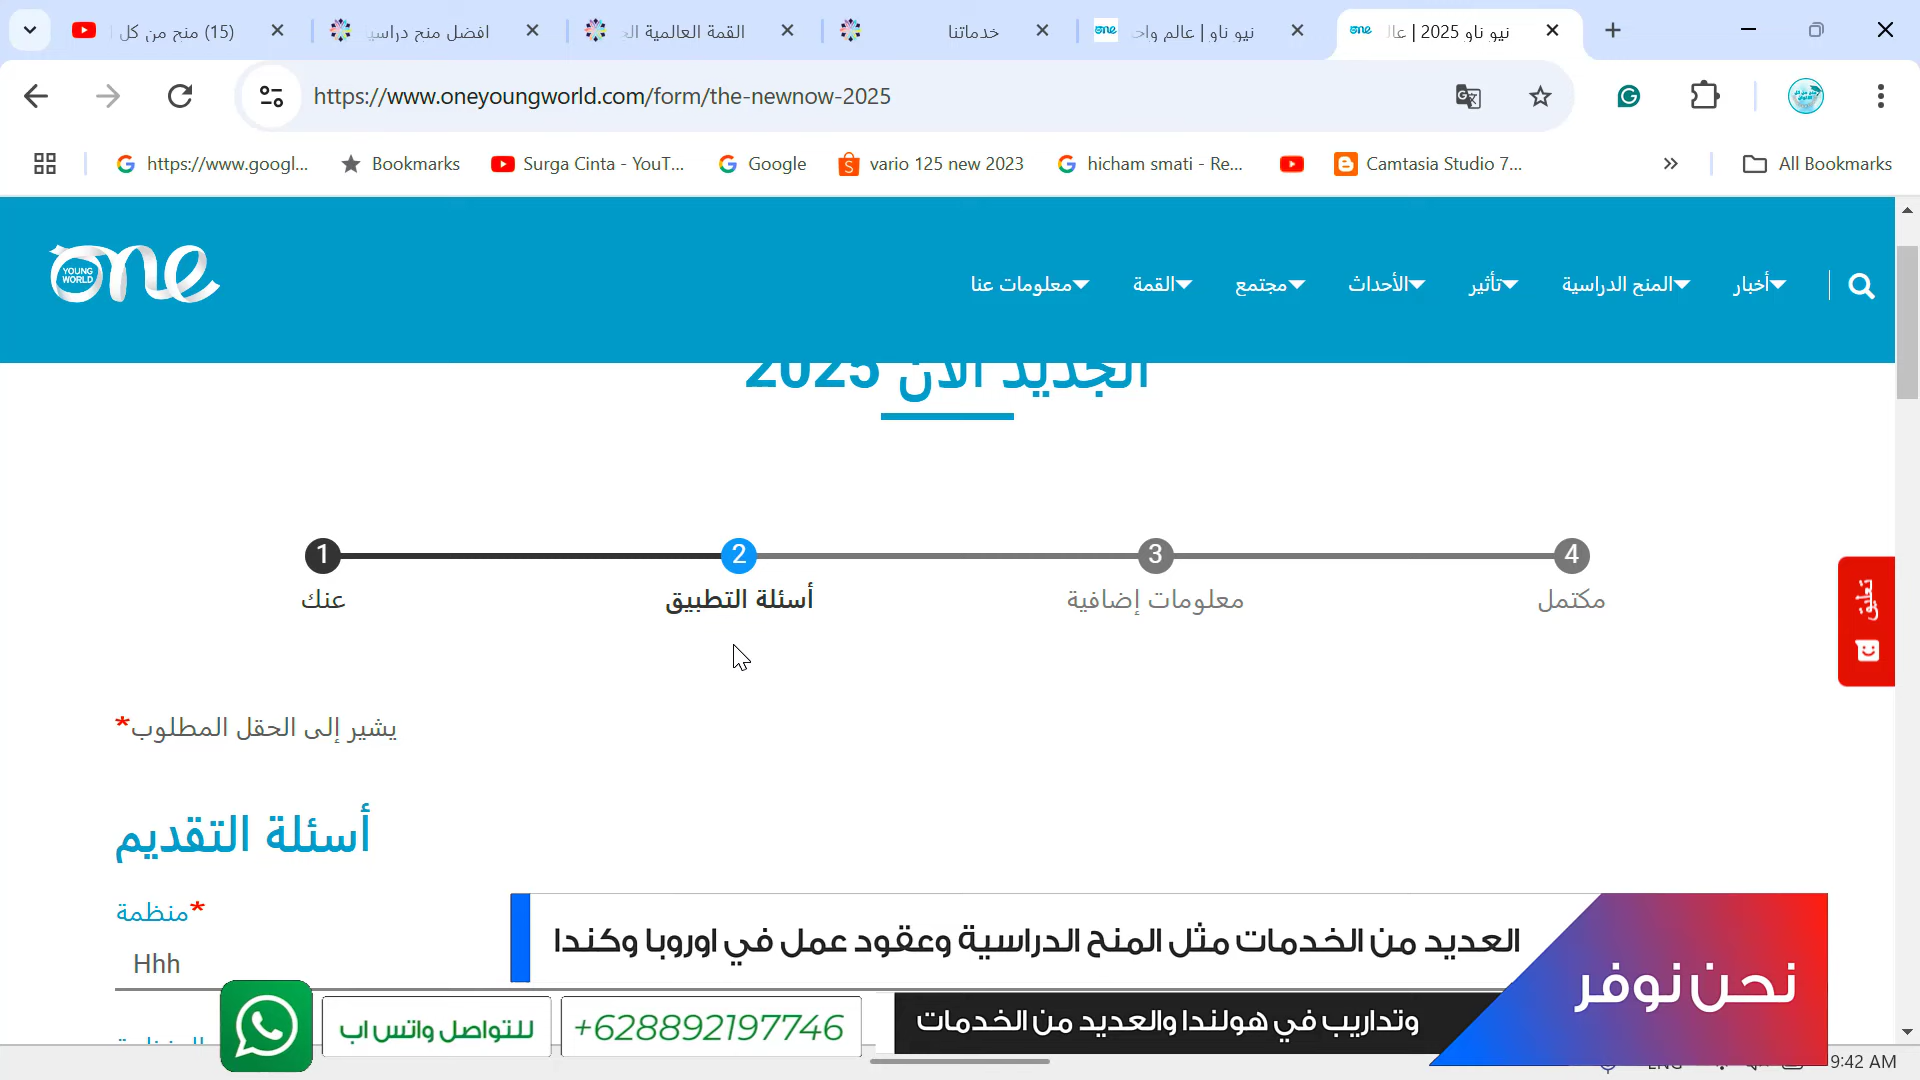 (15) منح من كل ا
افضل منح دراسي
القمة العالمية ال
خدماتنا
نيو ناو | عالم واح
نيو ناو 2025 | عال
https://www.oneyoungworld.com/form/the-newnow-2025
https://www.googl...
Bookmarks
Surga Cinta - YouT...
Google
vario 125 new 2023
hicham smati - Re...
Camtasia Studio 7...
All Bookmarks
one
YOUNG WORLD
معلومات عنا
القمة
مجتمع
الأحداث
تأثير
المنح الدراسية
أخبار
الجديد الآن 2025
1
2
3
4
عنك
أسئلة التطبيق
معلومات إضافية
مكتمل
تعليق
يشير إلى الحقل المطلوب*
أسئلة التقديم
منظمة*
Hhh
العديد من الخدمات مثل المنح الدراسية وعقود عمل في اوروبا وكندا
نحن نوفر
للتواصل واتس اب
+628892197746
وتداريب في هولندا والعديد من الخدمات
ENG
9:42 AM